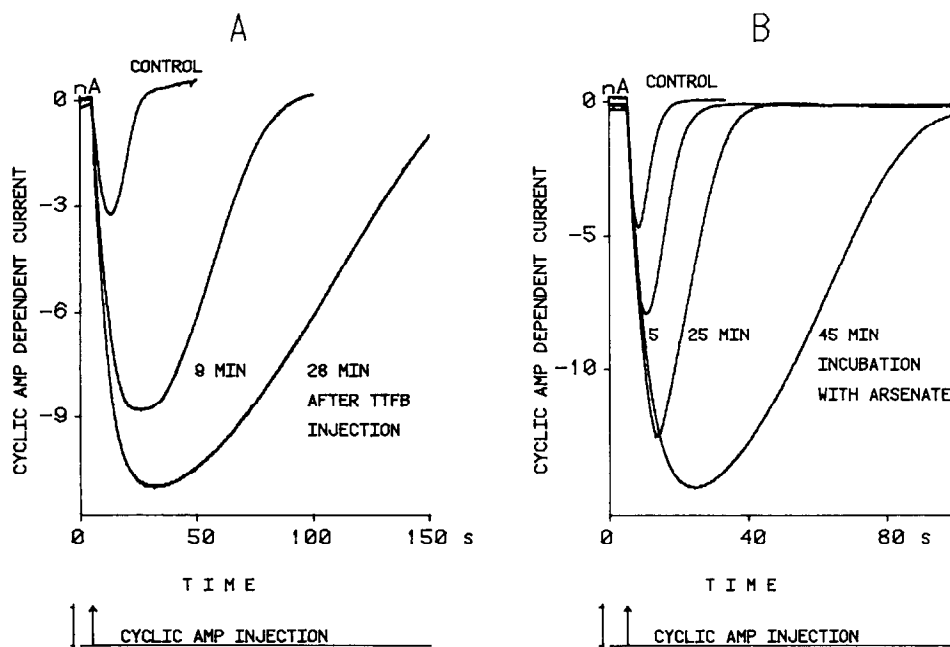 A
CONTROL
nA
0
-3
-6
-9
CYCLIC AMP DEPENDENT CURRENT
9 MIN
28 MIN
AFTER TTFB
INJECTION
0 50 100 150 s
TIME
CYCLIC AMP INJECTION
B
CONTROL
nA
0
-5
-10
CYCLIC AMP DEPENDENT CURRENT
5 25 MIN 45 MIN
INCUBATION
WITH ARSENATE
0 40 80 s
TIME
CYCLIC AMP INJECTION